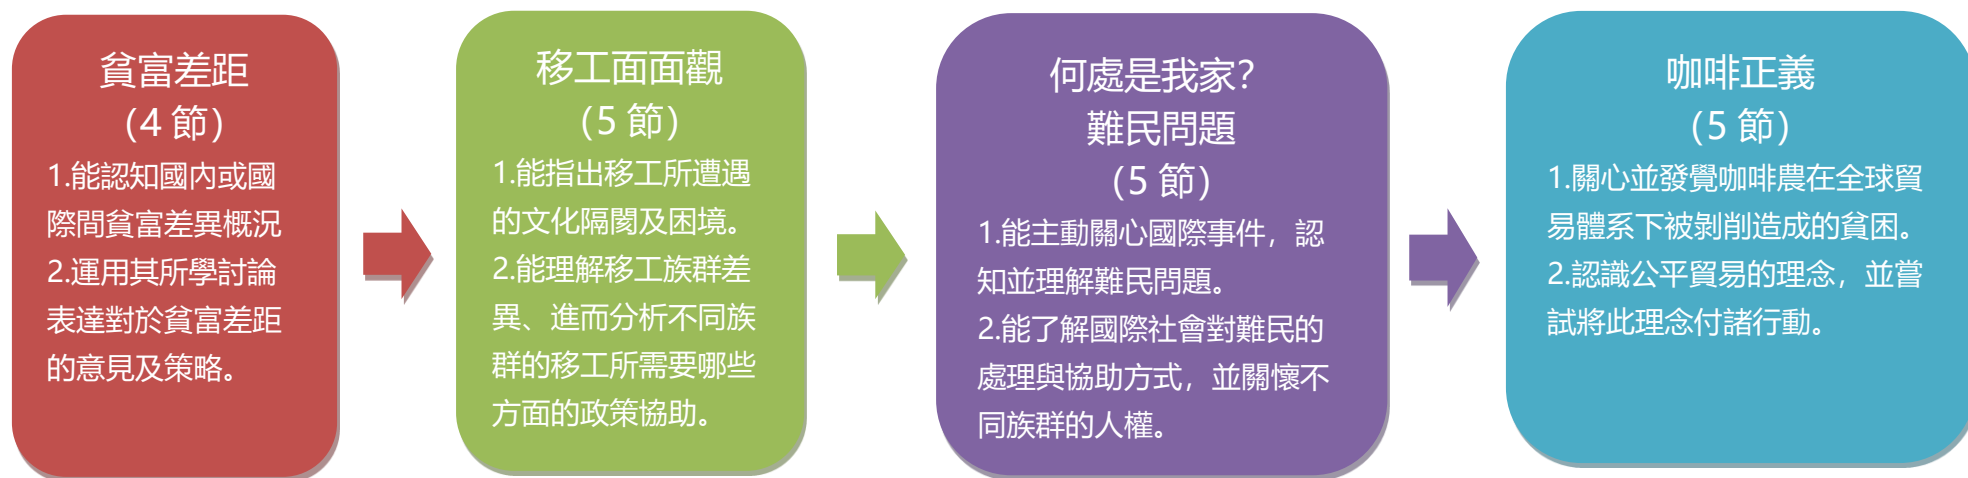 貧富差距
(4 節)
1.能認知國內或國
際間貧富差異概況
2.運用其所學討論
表達對於貧富差距
的意見及策略。
移工面面觀
(5 節)
1.能指出移工所遭遇
的文化隔閡及困境。
2.能理解移工族群差
異、進而分析不同族
群的移工所需要哪些
方面的政策協助。
何處是我家？
難民問題
(5 節)
1.能主動關心國際事件，認
知並理解難民問題。
2.能了解國際社會對難民的
處理與協助方式，並關懷不
同族群的人權。
咖啡正義
(5 節)
1.關心並發覺咖啡農在全球貿
易體系下被剝削造成的貧困。
2.認識公平貿易的理念，並嘗
試將此理念付諸行動。